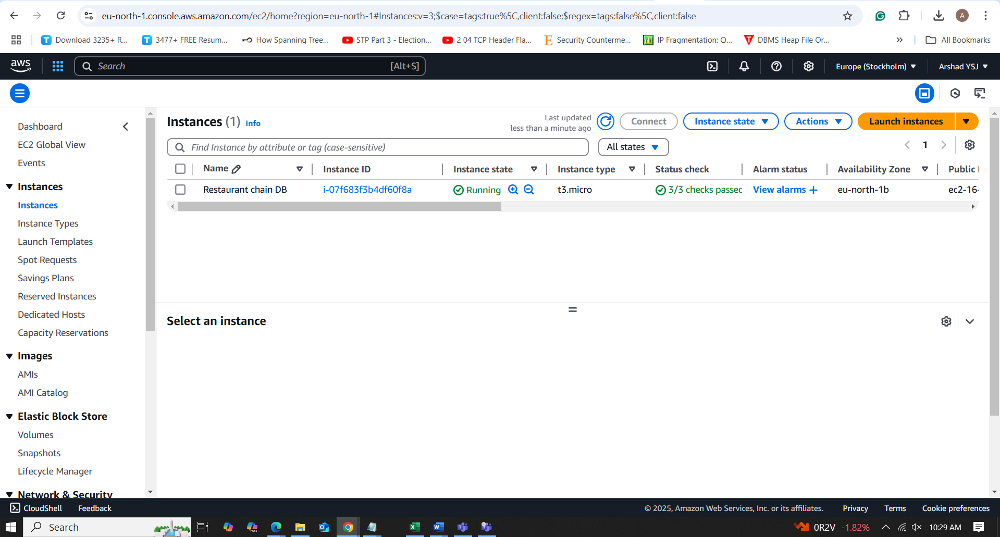 eu-north-1.console.aws.amazon.com/ec2/home?region=eu-north-1#Instances:v=3;$case=tags:true%5C,client:false;$regex=tags:false%5C,client:false
A
Download 3235+ R...
3477+ FREE Resum...
How Spanning Tree...
STP Part 3 - Election...
2 04 TCP Header Fla...
Security Counterme...
IP Fragmentation: Q...
DBMS Heap File Or...
All Bookmarks
aws
Search
[Alt+S]
Europe (Stockholm)
Arshad YSJ
Dashboard
EC2 Global View
Events
Instances
Instances
Instance Types
Launch Templates
Spot Requests
Savings Plans
Reserved Instances
Dedicated Hosts
Capacity Reservations
Images
AMIs
AMI Catalog
Elastic Block Store
Volumes
Snapshots
Lifecycle Manager
Network & Security
Instances (1) Info
Last updated
less than a minute ago
Connect
Instance state
Actions
Launch instances
Find Instance by attribute or tag (case-sensitive)
All states
1
Name
Instance ID
Instance state
Instance type
Status check
Alarm status
Availability Zone
Public
Restaurant chain DB
i-07f683f3b4df60f8a
Running
t3.micro
3/3 checks passed
View alarms +
eu-north-1b
ec2-16-
Select an instance
CloudShell
Feedback
© 2025, Amazon Web Services, Inc. or its affiliates.
Privacy
Terms
Cookie preferences
Search
0R2V -1.82%
10:29 AM